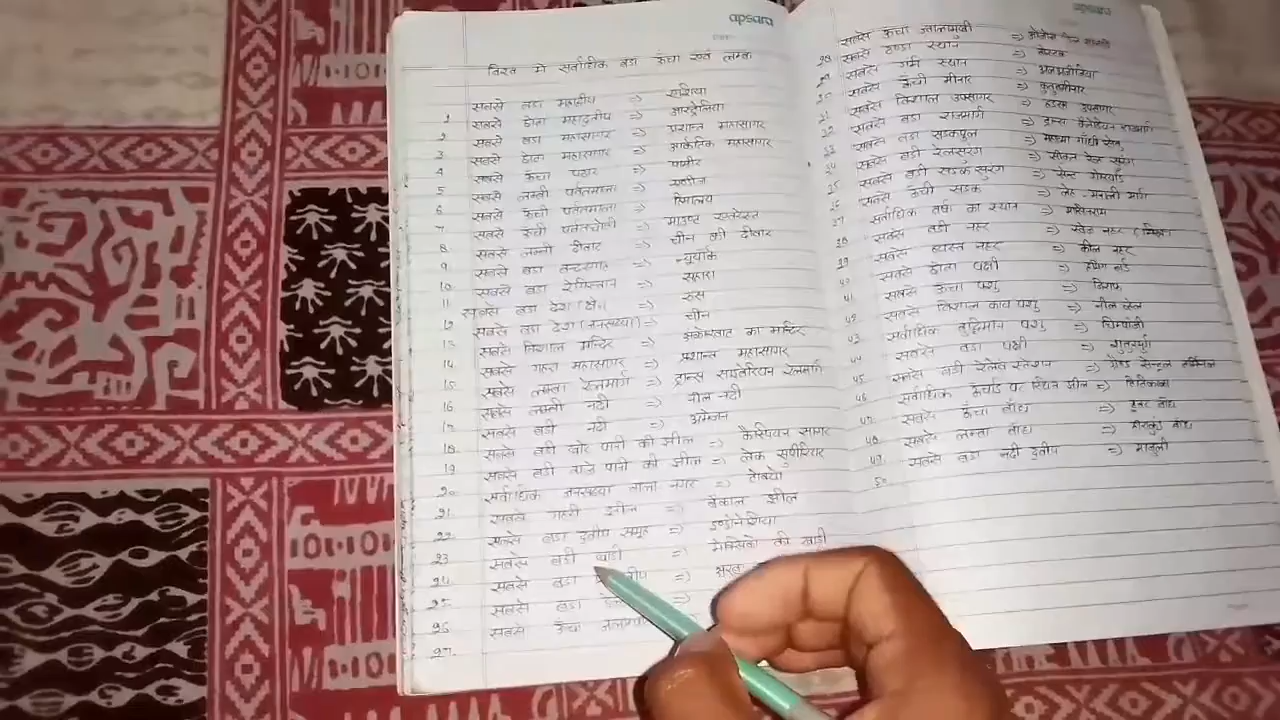 apsara
विश्व मे सर्वाधिक बडा ऊँचा एवं लम्बा
1 सबसे बडा महाद्वीप => एशिया
2 सबसे छोटा महाद्वीप => आस्ट्रेलिया
3 सबसे बडा महासागर => प्रशान्त महासागर
4 सबसे छोटा महासागर => आर्कटिक महासागर
5 सबसे ऊँचा पठार => पामीर
6 सबसे लम्बी पर्वतमाला => एण्डीज
7 सबसे ऊँची पर्वतमाला => हिमालय
8 सबसे ऊँची पर्वतचोटी => माउण्ट एवरेस्ट
9 सबसे लम्बी दीवार => चीन की दीवार
10 सबसे बडा बन्दरगाह => न्यूयॉर्क
11 सबसे बडा रेगिस्तान => सहारा
12 सबसे बडा देश (क्षेत्र) => रूस
13 सबसे बडा देश (जनसंख्या) => चीन
14 सबसे विशाल मन्दिर => अंकोरवाट का मन्दिर
15 सबसे गहरा महासागर => प्रशान्त महासागर
16 सबसे लम्बा रेलमार्ग => ट्रान्स साइबेरियन रेलमार्ग
17 सबसे लम्बी नदी => नील नदी
18 सबसे बडी नदी => अमेजन
19 सबसे बडी खारे पानी की झील => कैस्पियन सागर
20 सबसे बडी ताजे पानी की झील => लेक सुपीरियर
21 सर्वाधिक जनसंख्या वाला नगर => टोक्यो
22 सबसे गहरी झील => बैकाल झील
23 सबसे बडा द्वीप समूह => इण्डोनेशिया
24 सबसे बडी खाडी => मैक्सिको की खाडी
25 सबसे बडा =>
26 सबसे बडा =>
27 सबसे ऊँचा
apsara
सबसे ऊँचा ज्वालामुखी =>
सबसे ठण्डा स्थान =>
सबसे गर्म स्थान =>
सबसे ऊँची मीनार => कुतुबमीनार
सबसे विशाल उपसागर => हडसन उपसागर
सबसे बडा राजमार्ग => ट्रान्स कैनेडियन राजमार्ग
सबसे बडा सडकपुल => महात्मा गाँधी सेतु
सबसे बडी रेलसुरंग => सीकन रेल सुरंग
सबसे बडी सडक सुरंग => सेन्ट गोथार्ड
सबसे ऊँची सडक => लेह-मनाली मार्ग
सर्वाधिक वर्षा का स्थान => मासिनराम
सबसे बडी नहर => स्वेज नहर
सबसे व्यस्त नहर => कील नहर
सबसे छोटा पक्षी => हमिंग बर्ड
सबसे ऊँचा पशु => जिराफ
सबसे विशालकाय पशु => नील व्हेल
सर्वाधिक बुद्धिमान पशु => चिम्पांजी
सबसे बडा पक्षी => शुतुरमुर्ग
सबसे बडी रेलवे स्टेशन => ग्रैण्ड सेन्ट्रल टर्मिनल
सर्वाधिक ऊँचाई पर स्थित झील => टिटिकाका
सबसे ऊँचा बाँध =>
सबसे लम्बा बाँध => हीराकुंड बाँध
सबसे बडा नदी द्वीप => माजुली
50